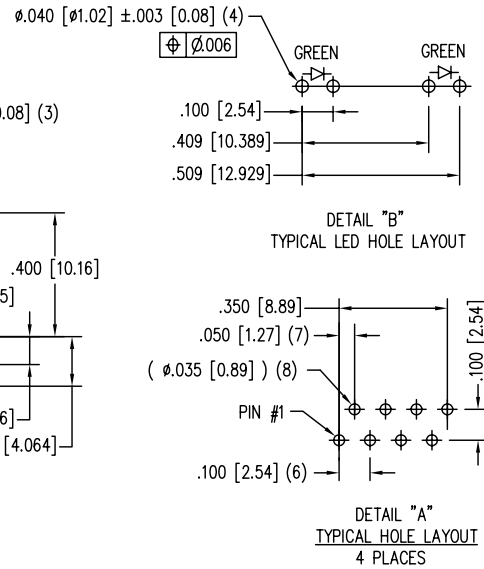 ø.040 [ø1.02] ±.003 [0.08] (4)
⌖ Ø.006
GREEN GREEN
0.08] (3)
.100 [2.54]
.409 [10.389]
.509 [12.929]
DETAIL "B"
TYPICAL LED HOLE LAYOUT
.400 [10.16]
5]
.350 [8.89]
.050 [1.27] (7)
.100 [2.54]
( ø.035 [0.89] ) (8)
PIN #1
6]
[4.064]
.100 [2.54] (6)
DETAIL "A"
TYPICAL HOLE LAYOUT
4 PLACES